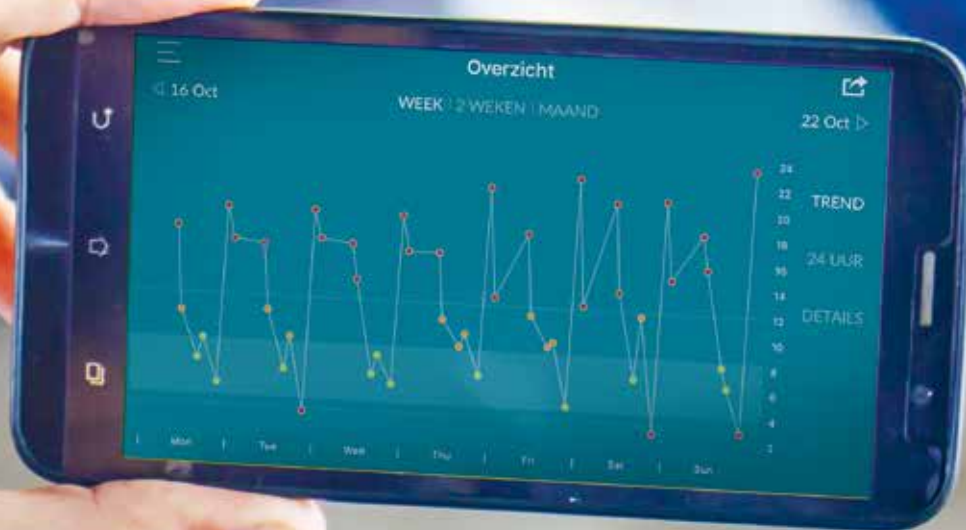 Overzicht
◁ 16 Oct
WEEK | 2 WEKEN | MAAND
22 Oct ▷
24
22
20
18
16
14
12
10
8
6
4
2
TREND
24 UUR
DETAILS
Mon | Tue | Wed | Thu | Fri | Sat | Sun